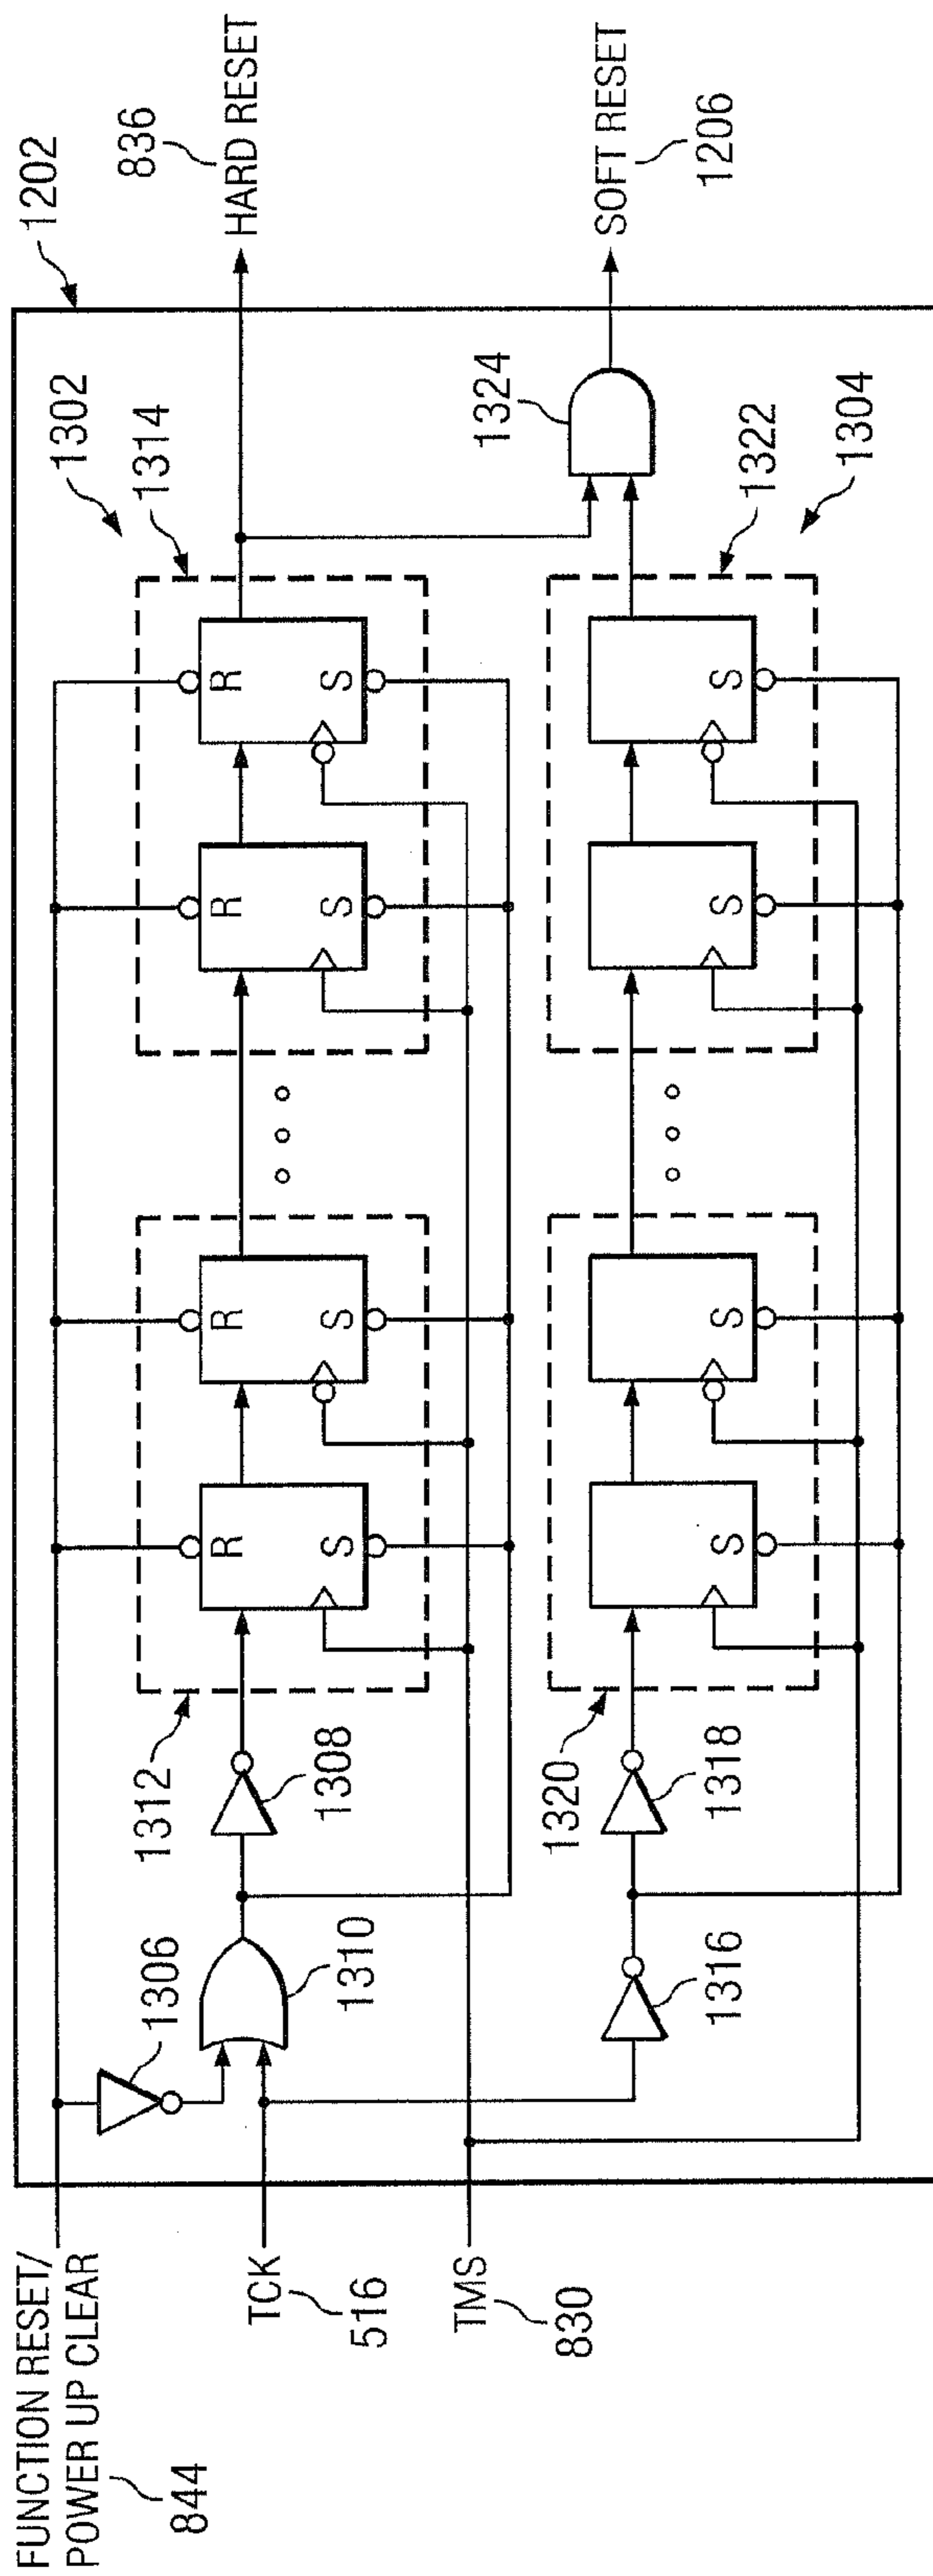 FUNCTION RESET/
POWER UP CLEAR
844
TCK
516
TMS
830
1202
1302
1304
1306
1310
1308
1312
1314
R
S
R
S
R
S
R
S
836
HARD RESET
1316
1318
1320
1322
S
S
S
S
1324
SOFT RESET
1206